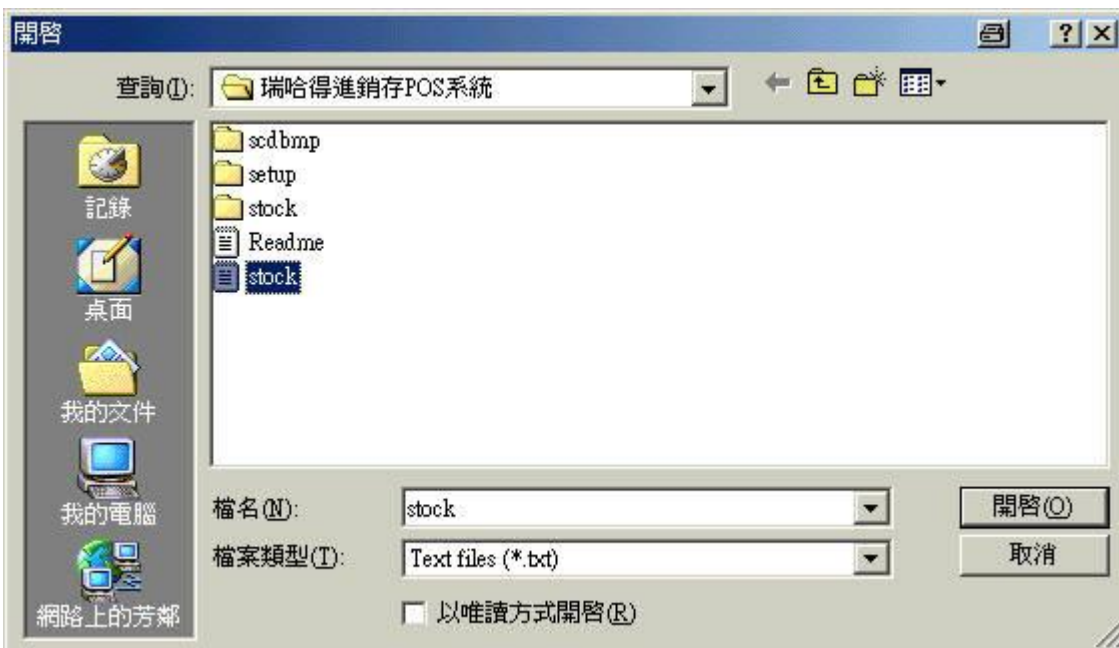 開啓
查詢(I):
瑞哈得進銷存POS系統
記錄
桌面
我的文件
我的電腦
網路上的芳鄰
scdbmp
setup
stock
Readme
stock
檔名(N):
stock
開啓(O)
檔案類型(T):
Text files (*.txt)
取消
以唯讀方式開啓(R)